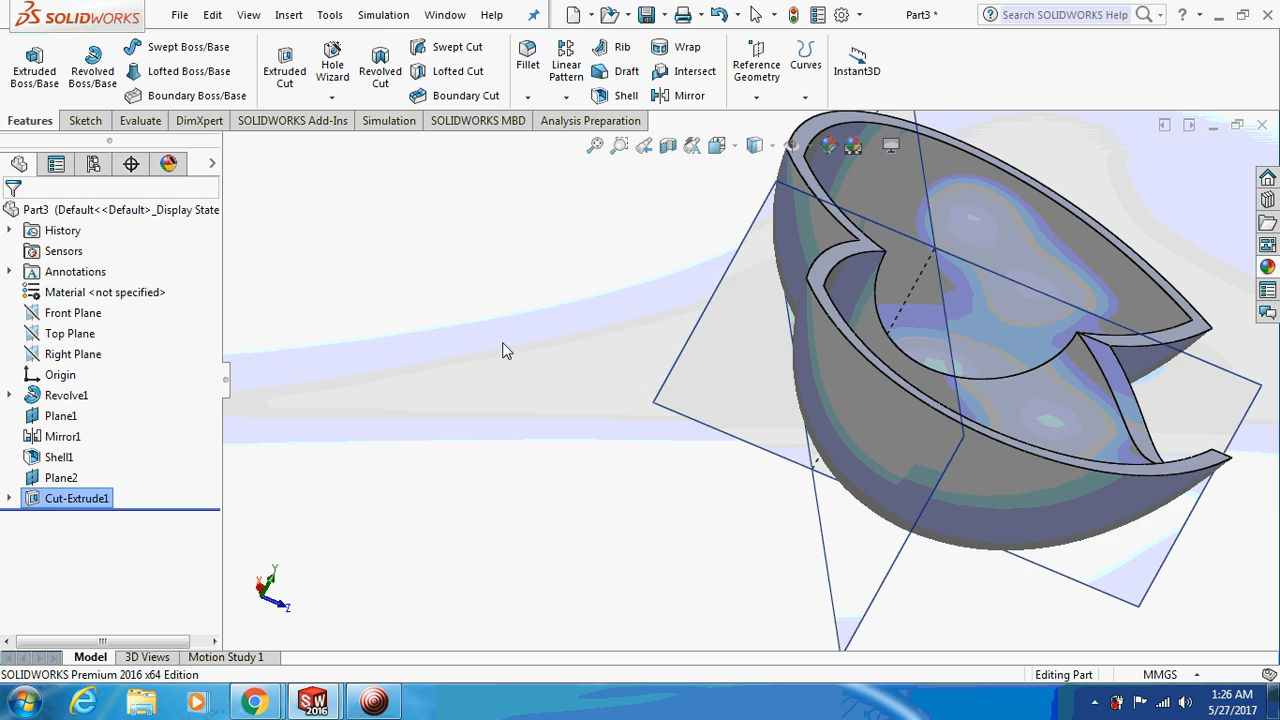 SOLIDWORKS File Edit View Insert Tools Simulation Window Help Part3 * Search SOLIDWORKS Help
Extruded Boss/Base
Revolved Boss/Base
Swept Boss/Base
Lofted Boss/Base
Boundary Boss/Base
Extruded Cut
Hole Wizard
Revolved Cut
Swept Cut
Lofted Cut
Boundary Cut
Fillet
Linear Pattern
Rib
Draft
Shell
Wrap
Intersect
Mirror
Reference Geometry
Curves
Instant3D
Features Sketch Evaluate DimXpert SOLIDWORKS Add-Ins Simulation SOLIDWORKS MBD Analysis Preparation
Part3 (Default<<Default>_Display State
History
Sensors
Annotations
Material <not specified>
Front Plane
Top Plane
Right Plane
Origin
Revolve1
Plane1
Mirror1
Shell1
Plane2
Cut-Extrude1
Y
X
Z
Model 3D Views Motion Study 1
SOLIDWORKS Premium 2016 x64 Edition Editing Part MMGS
SW 2016
1:26 AM
5/27/2017